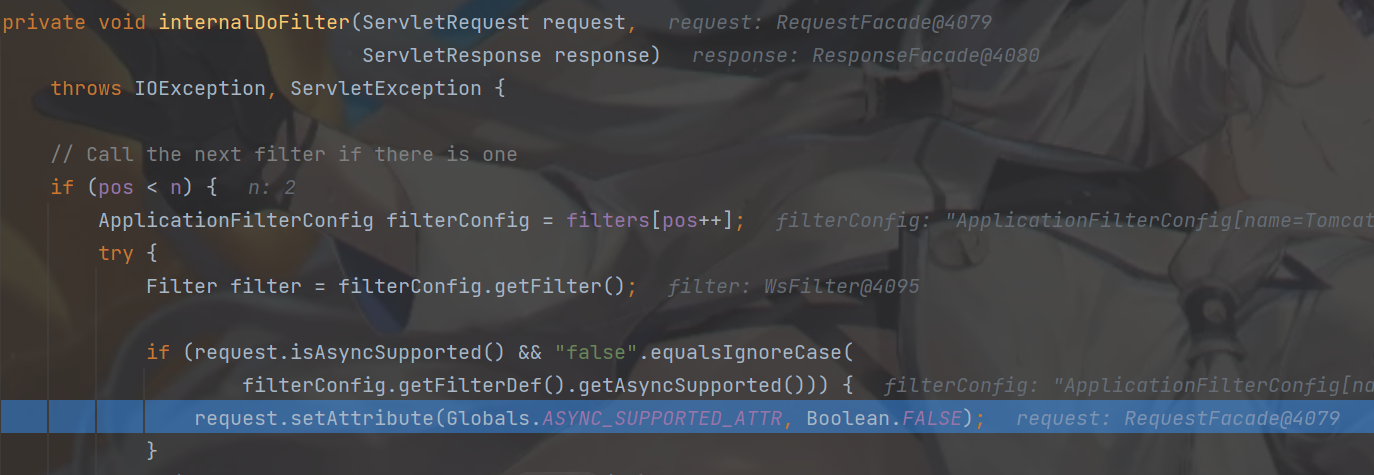 private void internalDoFilter(ServletRequest request,   request: RequestFacade@4079
                              ServletResponse response)   response: ResponseFacade@4080
    throws IOException, ServletException {
    // Call the next filter if there is one
    if (pos < n) {   n: 2
        ApplicationFilterConfig filterConfig = filters[pos++];   filterConfig: "ApplicationFilterConfig[name=Tomcat
        try {
            Filter filter = filterConfig.getFilter();   filter: WsFilter@4095
            if (request.isAsyncSupported() && "false".equalsIgnoreCase(
                    filterConfig.getFilterDef().getAsyncSupported())) {   filterConfig: "ApplicationFilterConfig[na
                request.setAttribute(Globals.ASYNC_SUPPORTED_ATTR, Boolean.FALSE);   request: RequestFacade@4079
            }